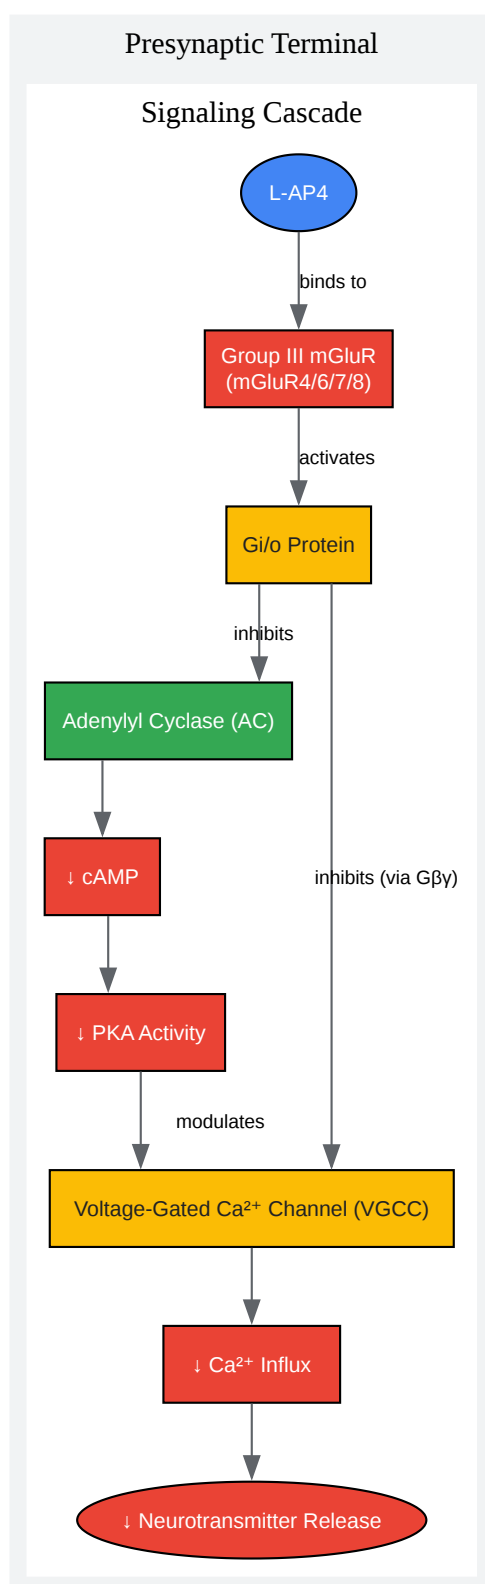 Presynaptic Terminal
Signaling Cascade
L-AP4
binds to
Group III mGluR
(mGluR4/6/7/8)
activates
Gi/o Protein
inhibits
Adenylyl Cyclase (AC)
↓ cAMP
inhibits (via Gβγ)
↓ PKA Activity
modulates
Voltage-Gated Ca²⁺ Channel (VGCC)
↓ Ca²⁺ Influx
↓ Neurotransmitter Release